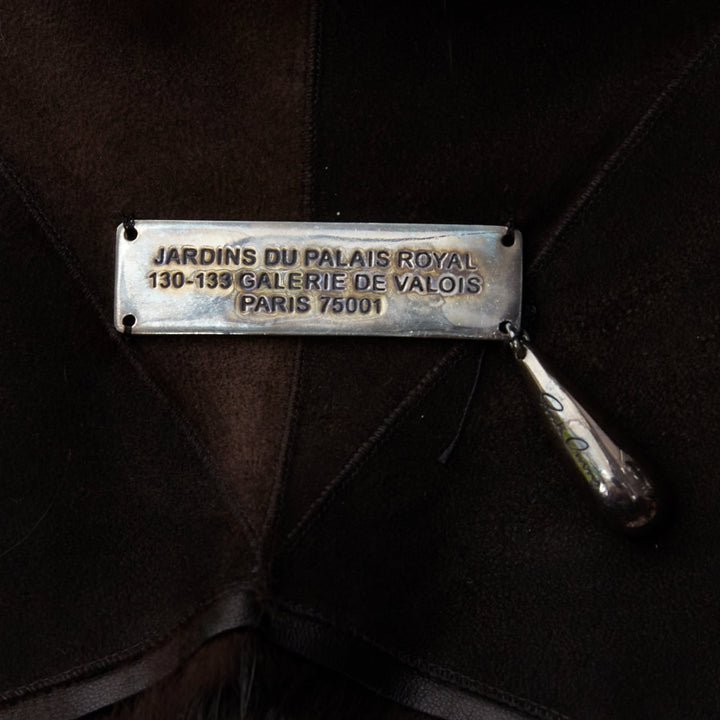 JARDINS DU PALAIS ROYAL
130-133 GALERIE DE VALOIS
PARIS 75001